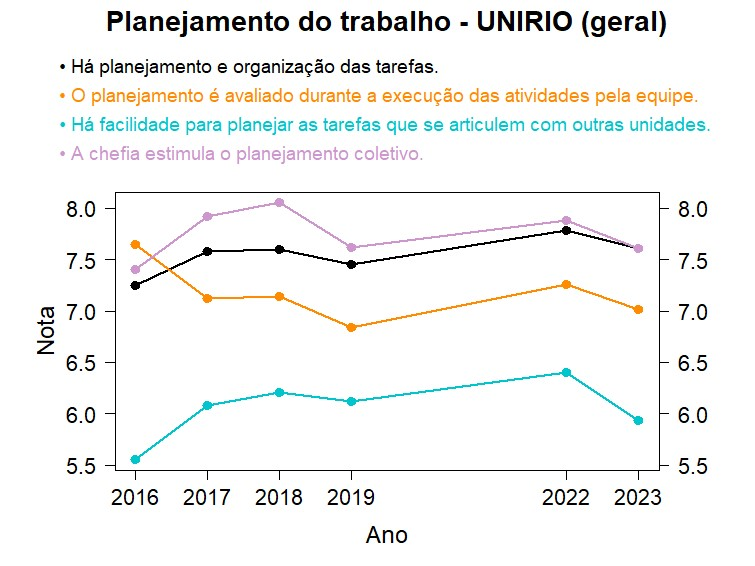 Planejamento do trabalho - UNIRIO (geral)
• Há planejamento e organização das tarefas.
• O planejamento é avaliado durante a execução das atividades pela equipe.
• Há facilidade para planejar as tarefas que se articulem com outras unidades.
• A chefia estimula o planejamento coletivo.
8.0 8.0
7.5 7.5
7.0 7.0
Nota
6.5 6.5
6.0 6.0
5.5 5.5
2016 2017 2018 2019 2022 2023
Ano